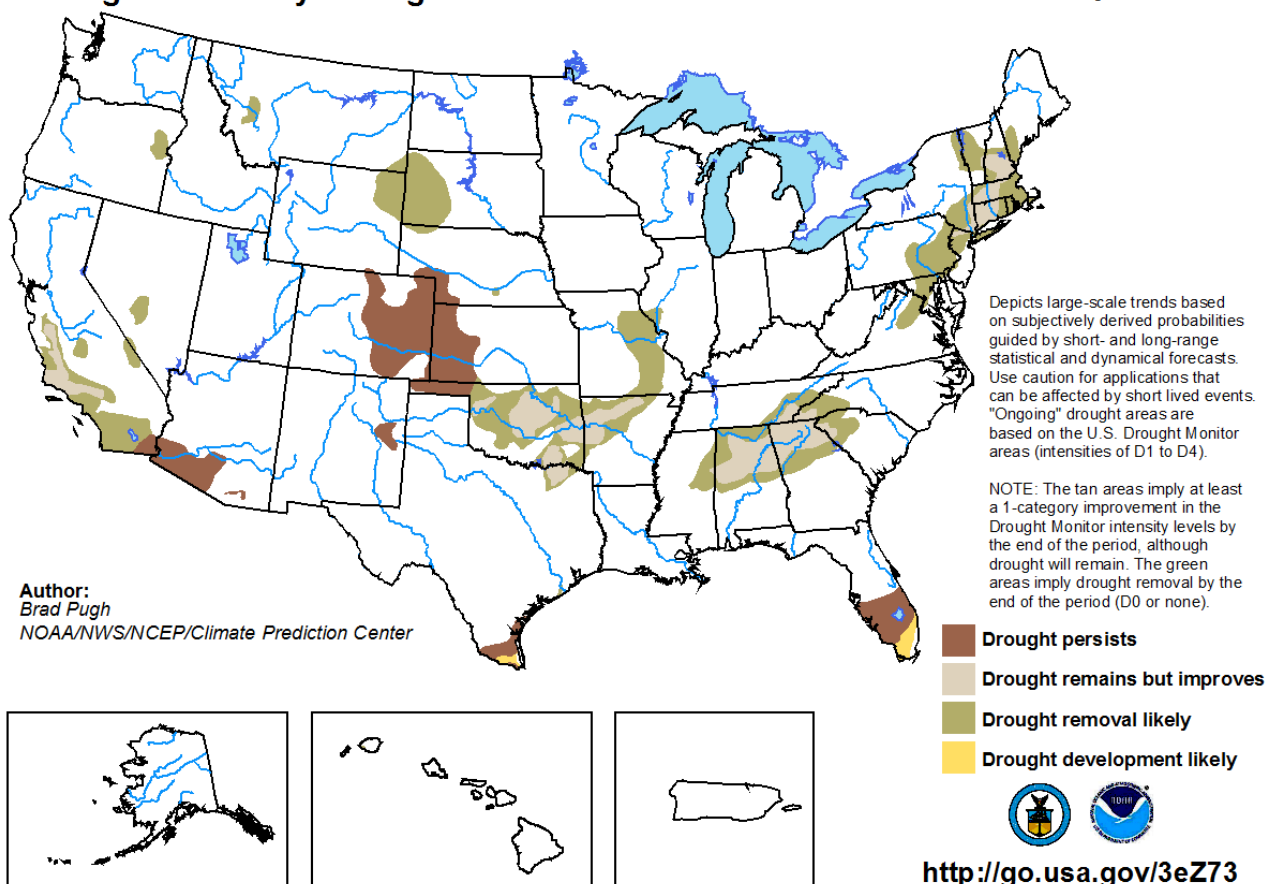 Depicts large-scale trends based
on subjectively derived probabilities
guided by short- and long-range
statistical and dynamical forecasts.
Use caution for applications that
can be affected by short lived events.
"Ongoing" drought areas are
based on the U.S. Drought Monitor
areas (intensities of D1 to D4).
NOTE: The tan areas imply at least
a 1-category improvement in the
Drought Monitor intensity levels by
the end of the period, although
drought will remain. The green
areas imply drought removal by the
end of the period (D0 or none).
Author:
Brad Pugh
NOAA/NWS/NCEP/Climate Prediction Center
Drought persists
Drought remains but improves
Drought removal likely
Drought development likely
http://go.usa.gov/3eZ73